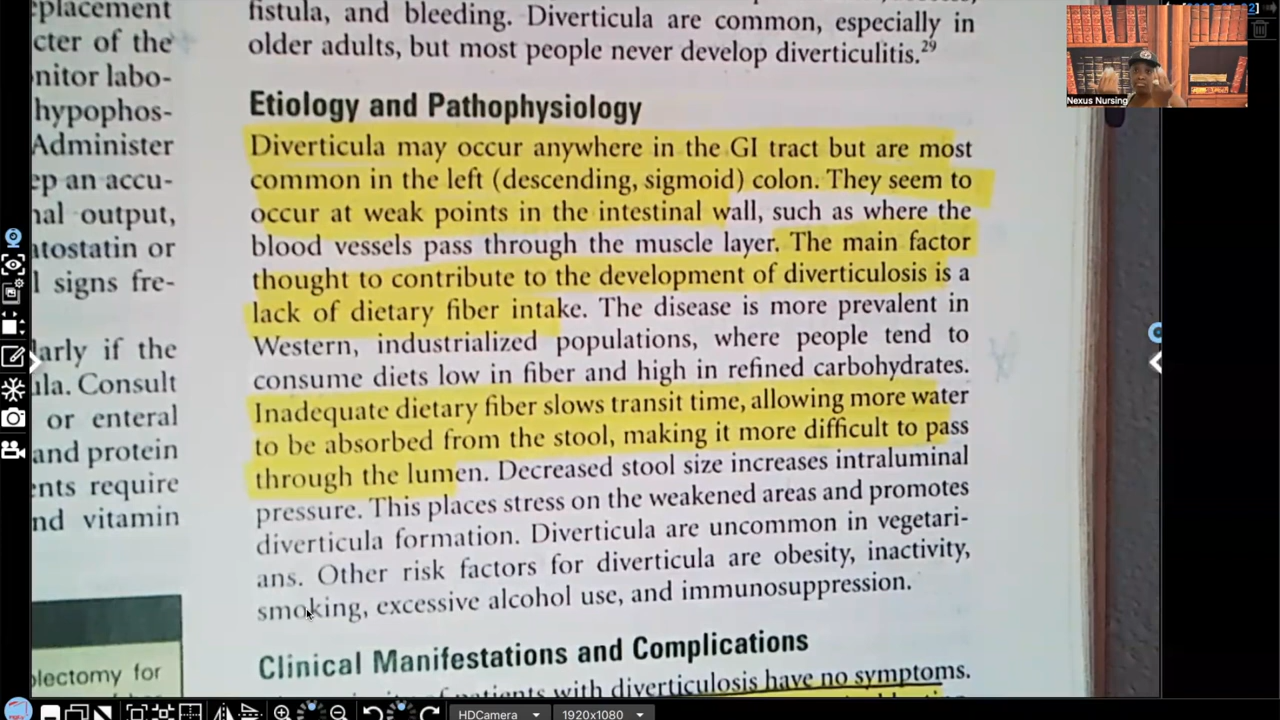 eplacement
cter of the
nitor labo-
hypophos-
Administer
ep an accu-
nal output,
atostatin or
l signs fre-
larly if the
ula. Consult
or enteral
and protein
ents require
nd vitamin
olectomy for
fistula, and bleeding. Diverticula are common, especially in
older adults, but most people never develop diverticulitis.29
Etiology and Pathophysiology
Diverticula may occur anywhere in the GI tract but are most
common in the left (descending, sigmoid) colon. They seem to
occur at weak points in the intestinal wall, such as where the
blood vessels pass through the muscle layer. The main factor
thought to contribute to the development of diverticulosis is a
lack of dietary fiber intake. The disease is more prevalent in
Western, industrialized populations, where people tend to
consume diets low in fiber and high in refined carbohydrates.
Inadequate dietary fiber slows transit time, allowing more water
to be absorbed from the stool, making it more difficult to pass
through the lumen. Decreased stool size increases intraluminal
pressure. This places stress on the weakened areas and promotes
diverticula formation. Diverticula are uncommon in vegetari-
ans. Other risk factors for diverticula are obesity, inactivity,
smoking, excessive alcohol use, and immunosuppression.
Clinical Manifestations and Complications
patients with diverticulosis have no symptoms.
Nexus Nursing
HDCamera
1920x1080